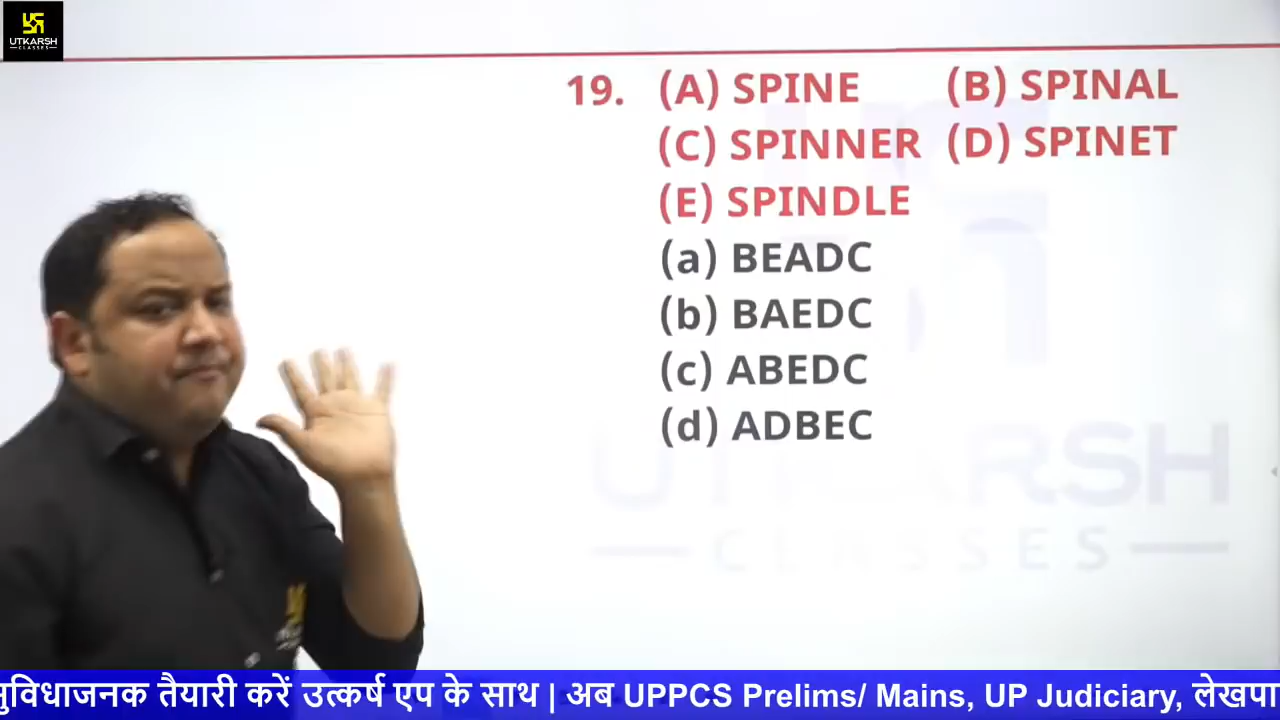 UTKARSH
CLASSES
19. (A) SPINE (B) SPINAL
(C) SPINNER (D) SPINET
(E) SPINDLE
(a) BEADC
(b) BAEDC
(c) ABEDC
(d) ADBEC
UTKARSH
CLASSES
सुविधाजनक तैयारी करें उत्कर्ष एप के साथ | अब UPPCS Prelims/ Mains, UP Judiciary, लेखपा